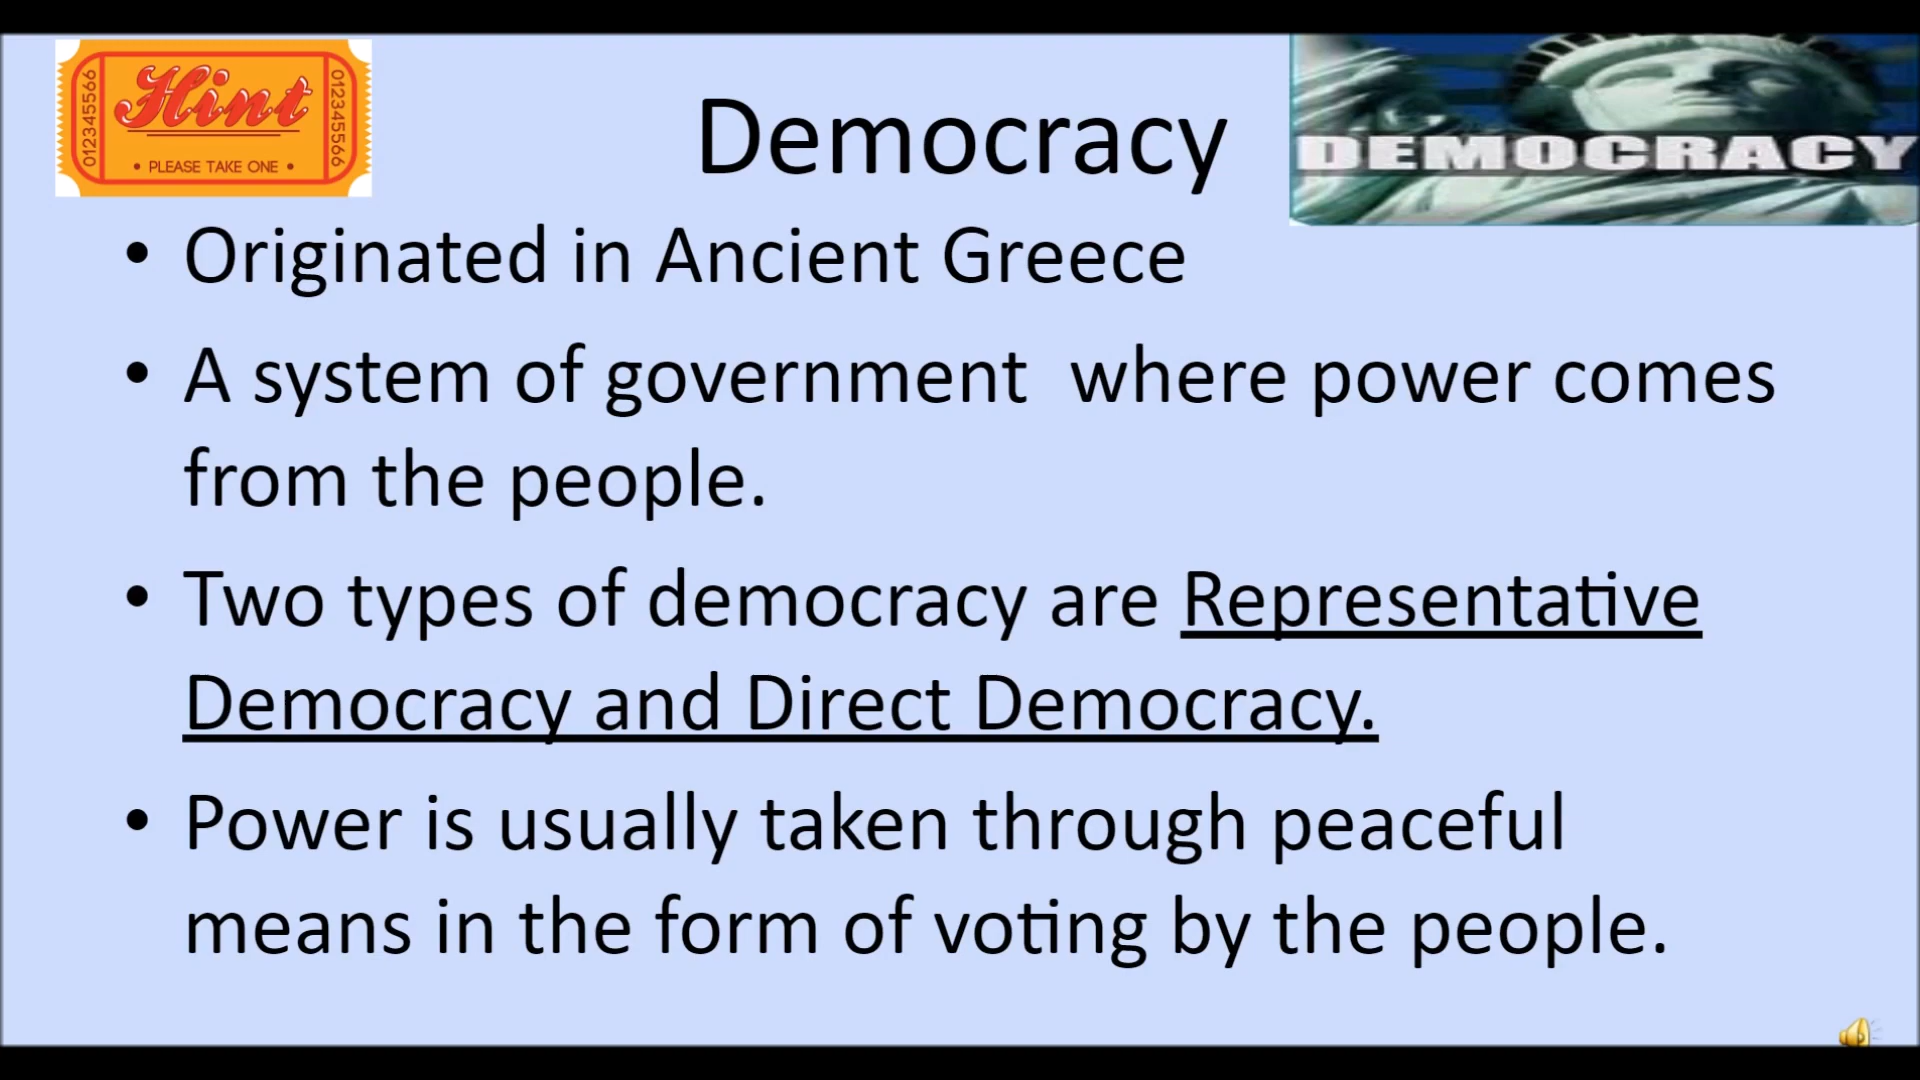 Hint
012345566
012345566
• PLEASE TAKE ONE •
Democracy
DEMOCRACY
• Originated in Ancient Greece
• A system of government  where power comes
from the people.
• Two types of democracy are Representative
Democracy and Direct Democracy.
• Power is usually taken through peaceful
means in the form of voting by the people.